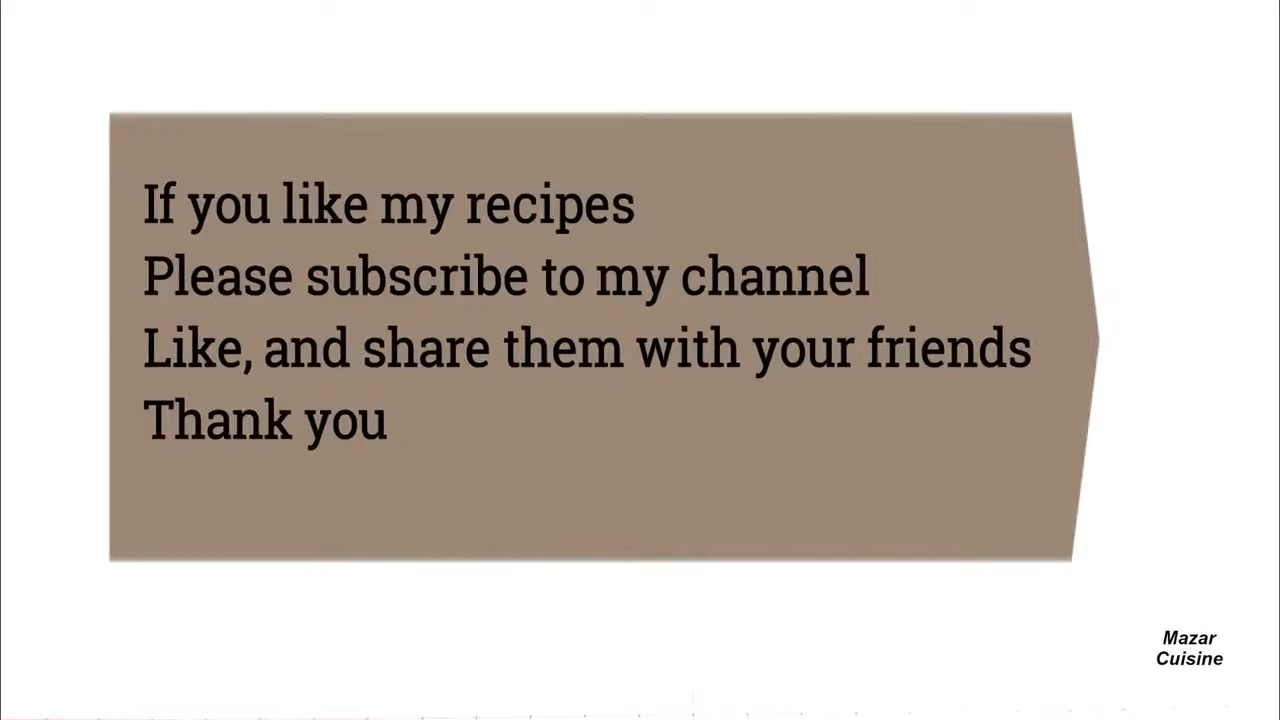 If you like my recipes
Please subscribe to my channel
Like, and share them with your friends
Thank you
Mazar
Cuisine